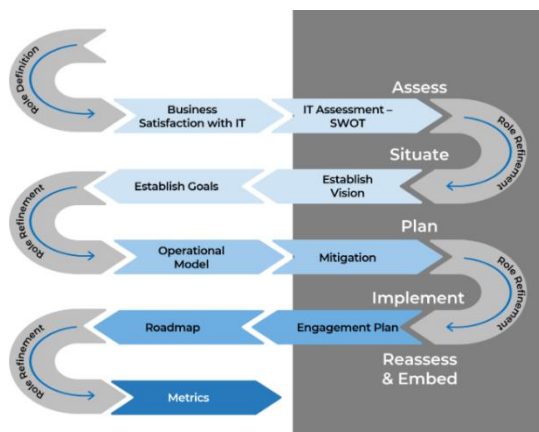 Role Definition
Assess
Business
Satisfaction with IT
IT Assessment –
SWOT
Role Refinement
Situate
Establish Goals
Establish
Vision
Role Refinement
Plan
Operational
Model
Mitigation
Role Refinement
Implement
Roadmap
Engagement Plan
Role Refinement
Reassess
& Embed
Metrics